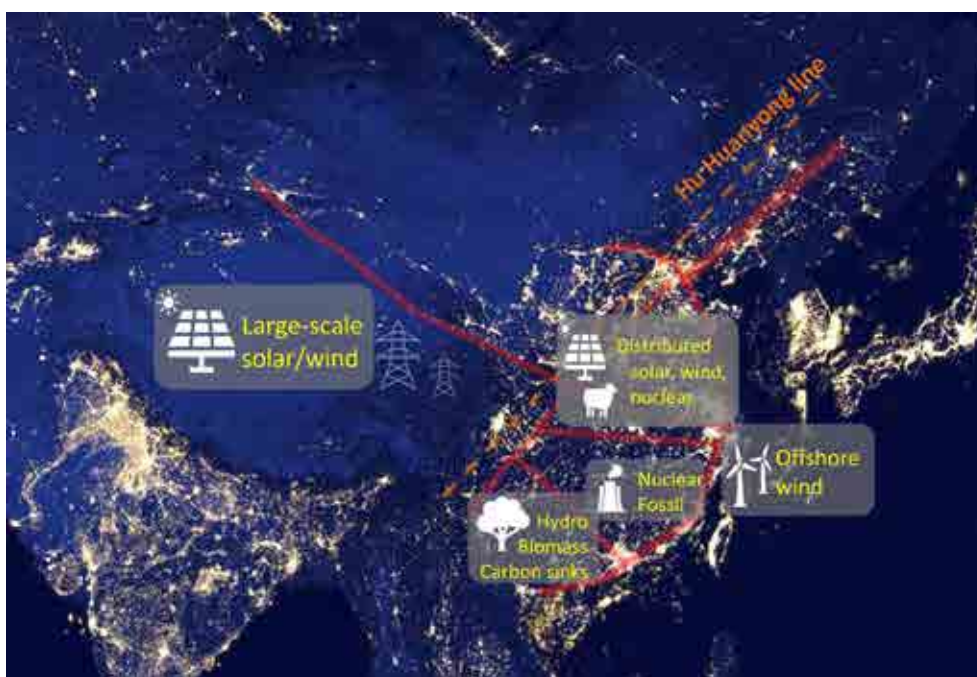 Hu Huanyong line
Large-scale
solar/wind
Distributed
solar, wind,
nuclear
Offshore
wind
Nuclear
Fossil
Hydro
Biomass
Carbon sinks